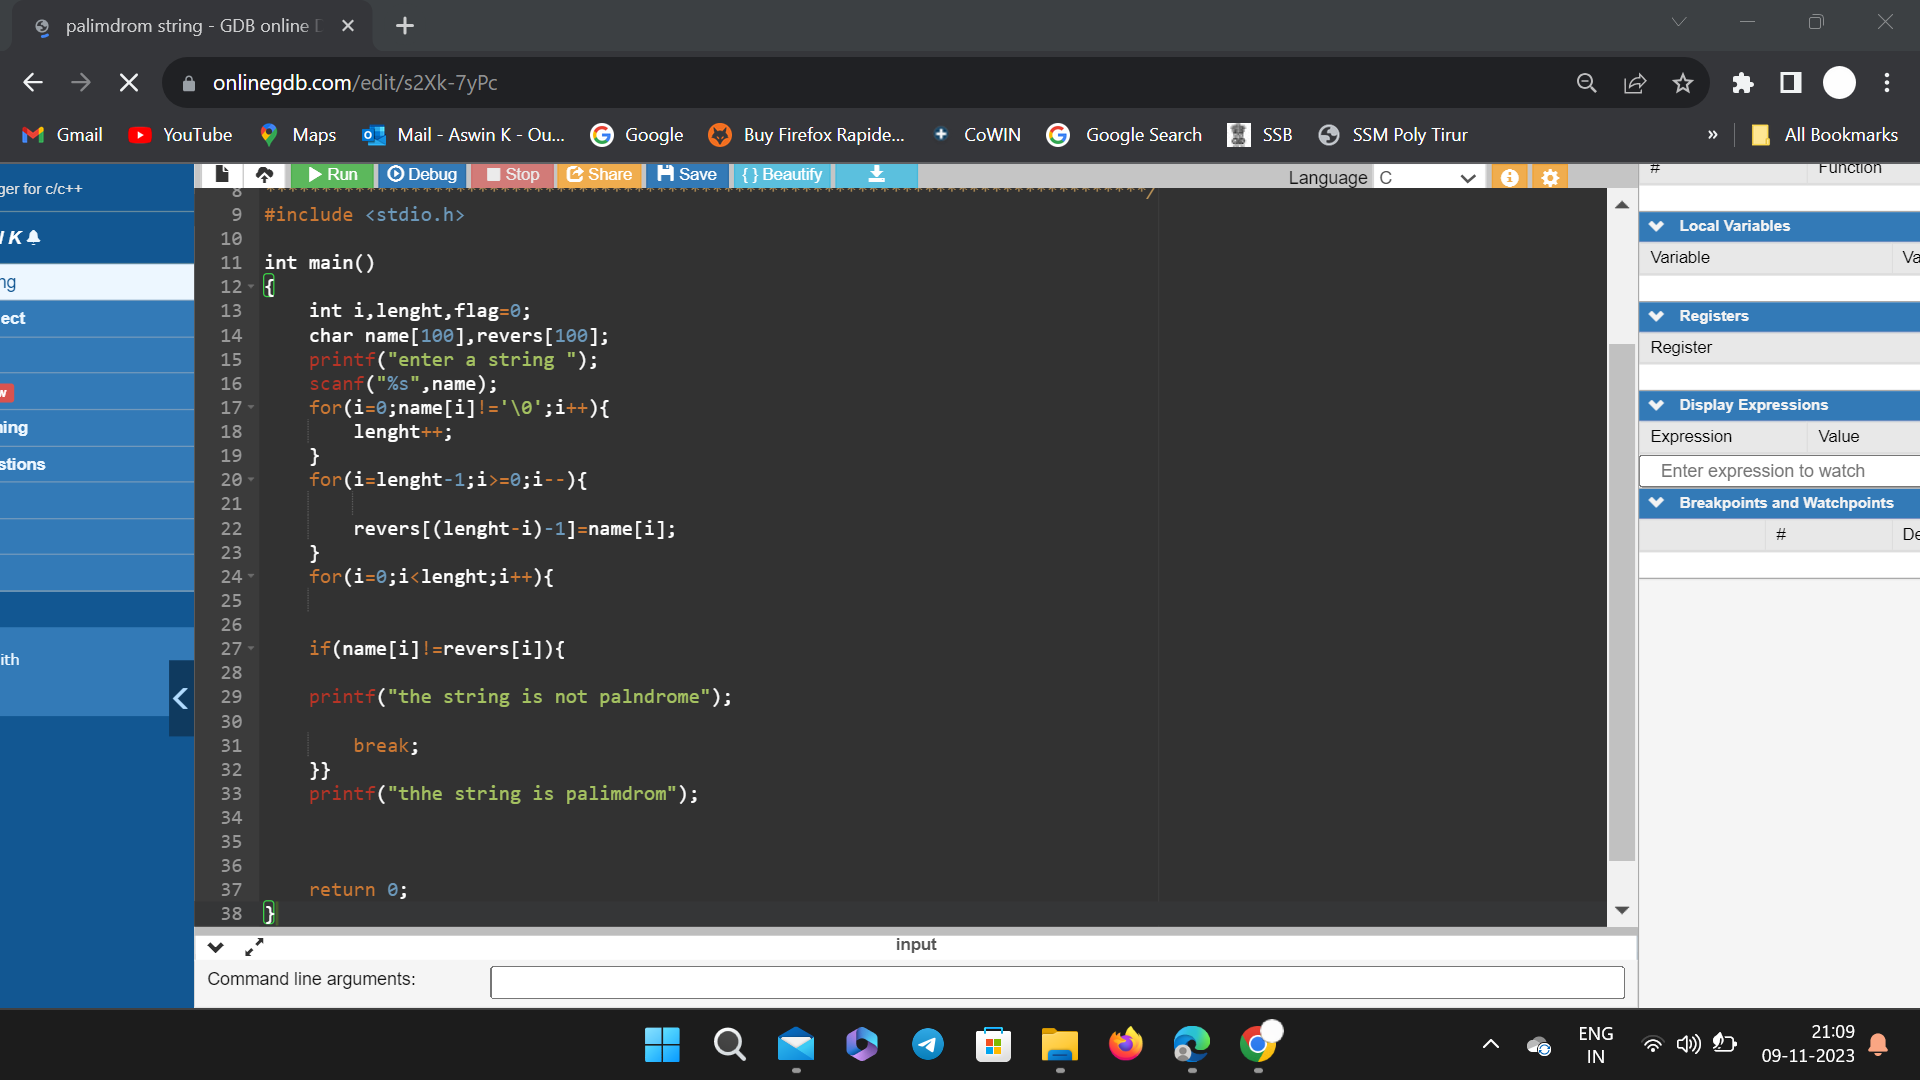 palimdrom string - GDB online
onlinegdb.com/edit/s2Xk-7yPc
Gmail YouTube Maps Mail - Aswin K - Ou... Google Buy Firefox Rapide... CoWIN Google Search SSB SSM Poly Tirur » All Bookmarks
Run Debug Stop Share Save { } Beautify Language C
# Function
ger for c/c++
K
ng
ect
w
ing
stions
ith
8 ******************************************************************************/
9 #include <stdio.h>
10
11 int main()
12 {
13 int i,lenght,flag=0;
14 char name[100],revers[100];
15 printf("enter a string ");
16 scanf("%s",name);
17 for(i=0;name[i]!='\0';i++){
18 lenght++;
19 }
20 for(i=lenght-1;i>=0;i--){
21
22 revers[(lenght-i)-1]=name[i];
23 }
24 for(i=0;i<lenght;i++){
25
26
27 if(name[i]!=revers[i]){
28
29 printf("the string is not palndrome");
30
31 break;
32 }}
33 printf("thhe string is palimdrom");
34
35
36
37 return 0;
38 }
Local Variables
Variable Va
Registers
Register
Display Expressions
Expression Value
Enter expression to watch
Breakpoints and Watchpoints
# De
input
Command line arguments:
ENG
IN
21:09
09-11-2023